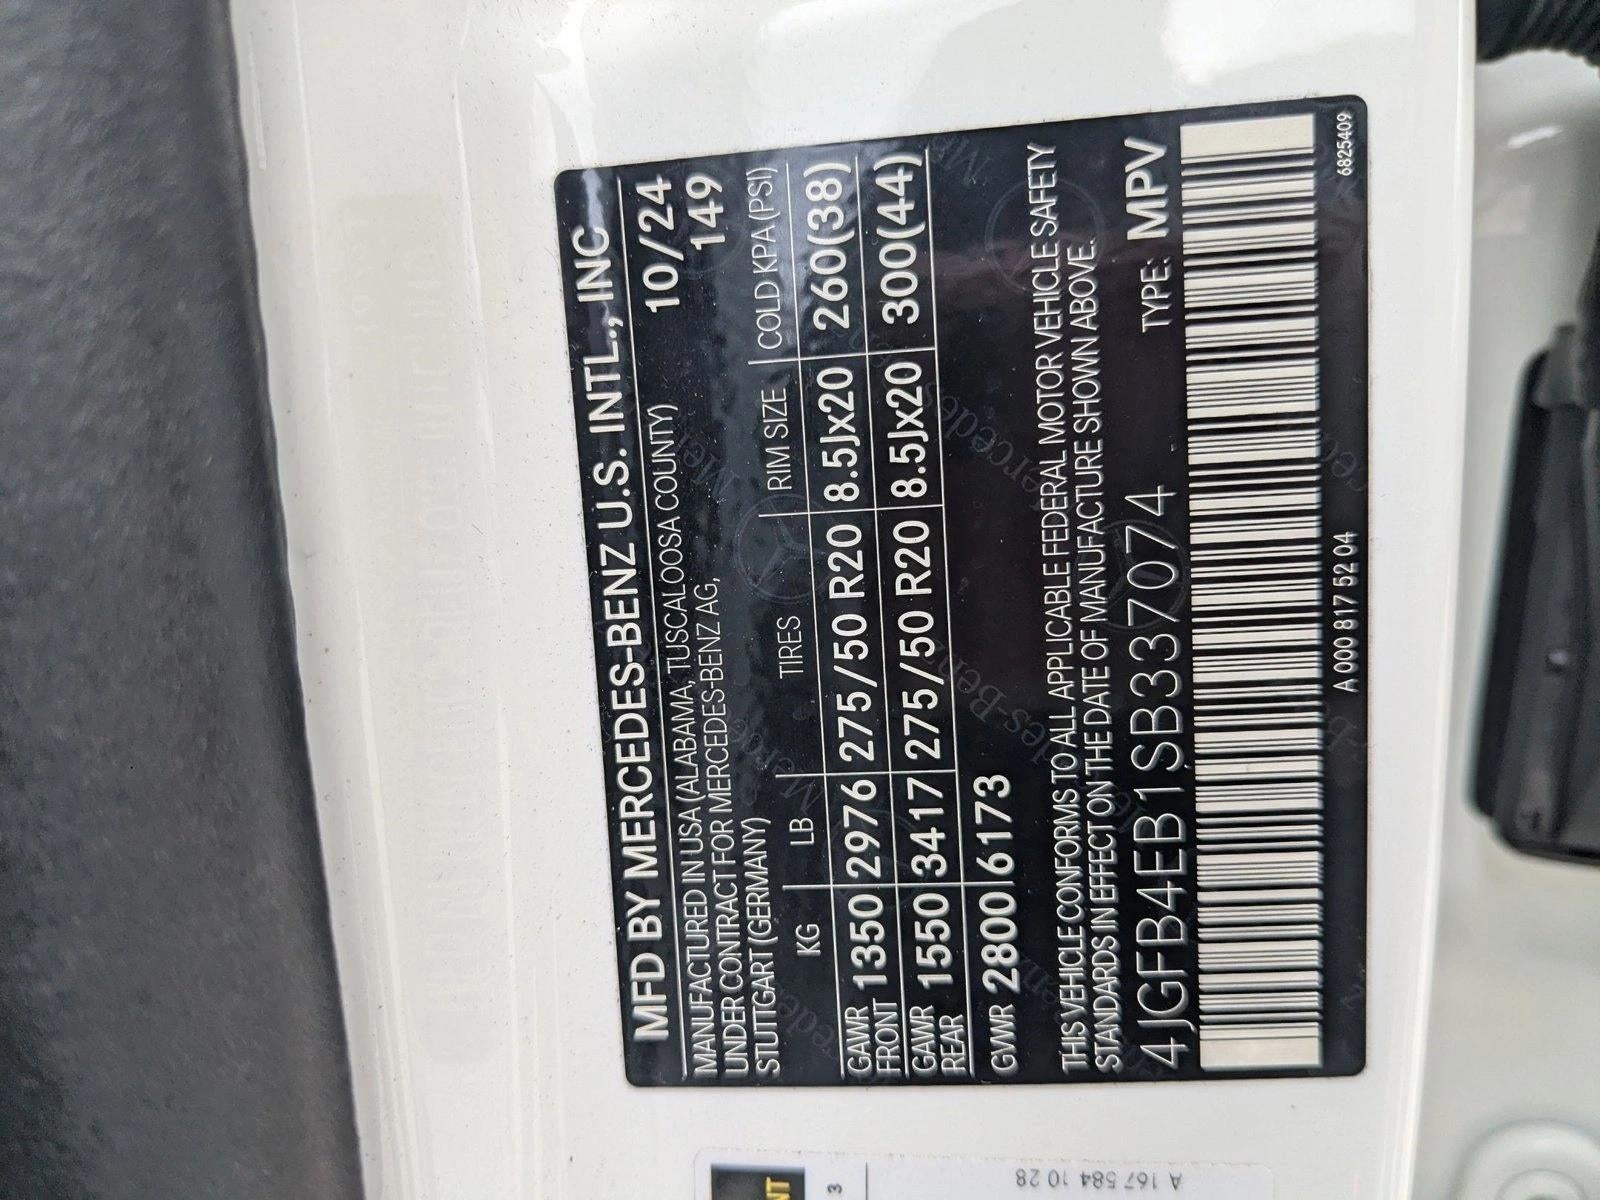 MFD BY MERCEDES-BENZ U.S. INTL., INC
MANUFACTURED IN USA (ALABAMA, TUSCALOOSA COUNTY) 10/24
UNDER CONTRACT FOR MERCEDES-BENZ AG, 149
STUTTGART (GERMANY)
KG LB TIRES RIM SIZE COLD KPA (PSI)
GAWR FRONT 1350 2976 275/50 R20 8.5Jx20 260(38)
GAWR REAR 1550 3417 275/50 R20 8.5Jx20 300(44)
GVWR 2800 6173
THIS VEHICLE CONFORMS TO ALL APPLICABLE FEDERAL MOTOR VEHICLE SAFETY
STANDARDS IN EFFECT ON THE DATE OF MANUFACTURE SHOWN ABOVE.
4JGFB4EB1SB337074 TYPE: MPV
A 000 817 52 04 6825409
A 167 584 10 28
3